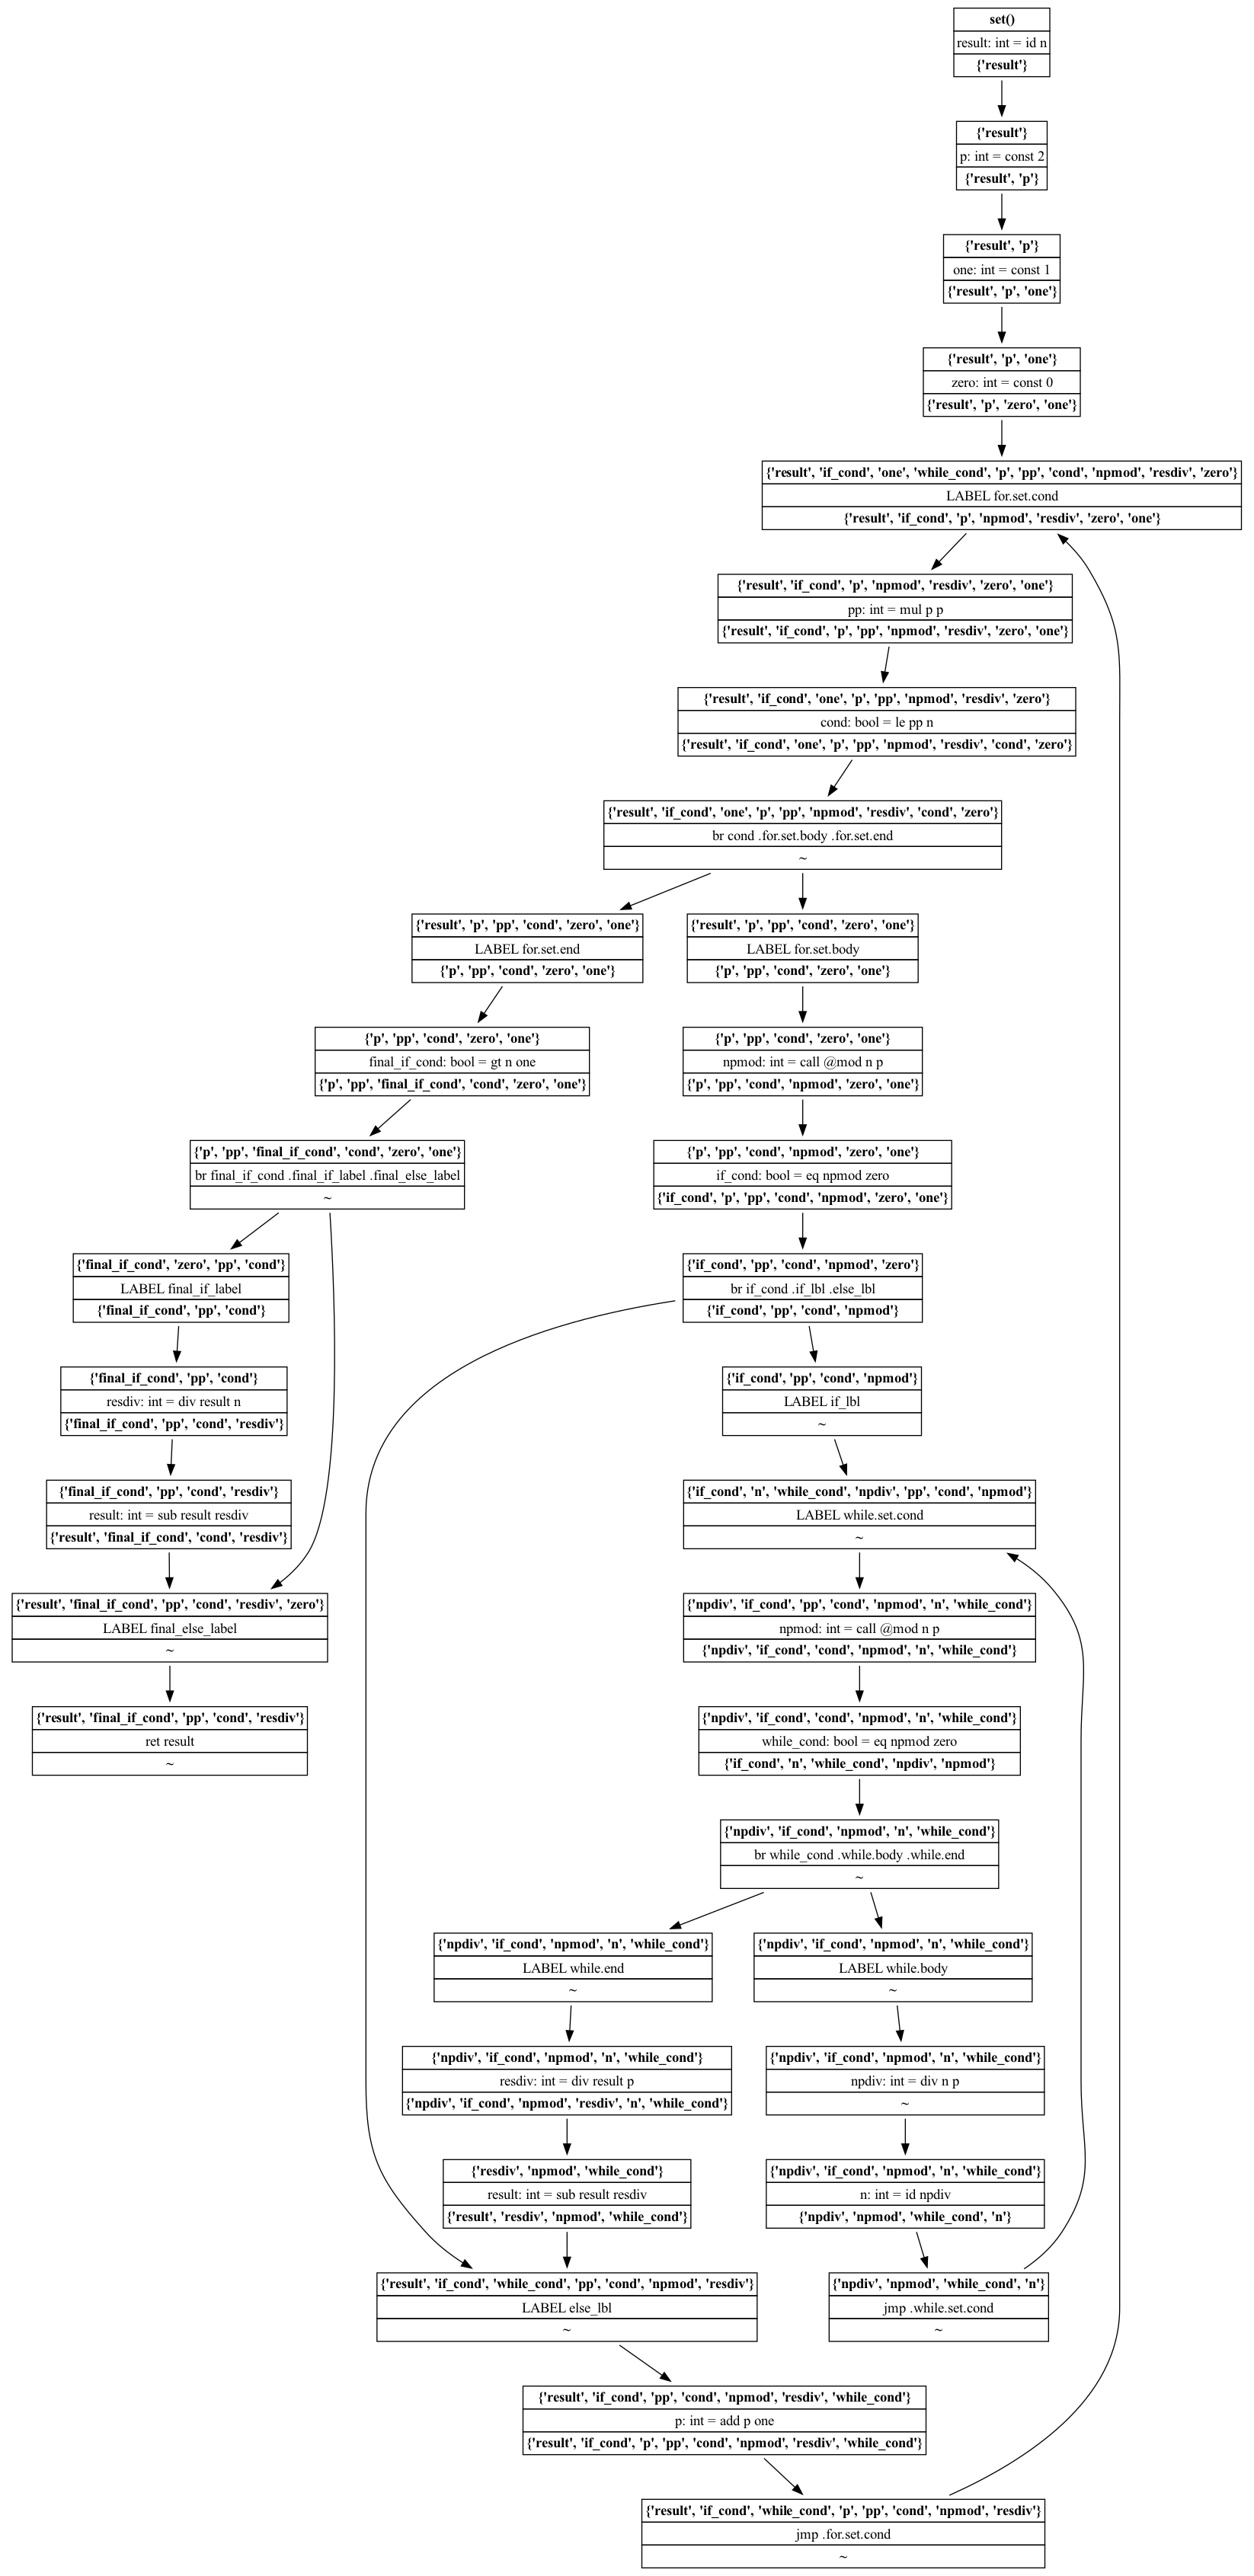 set()
result: int = id n
{'result'}
{'result'}
p: int = const 2
{'result', 'p'}
{'result', 'p'}
one: int = const 1
{'result', 'p', 'one'}
{'result', 'p', 'one'}
zero: int = const 0
{'result', 'p', 'zero', 'one'}
{'result', 'if_cond', 'one', 'while_cond', 'p', 'pp', 'cond', 'npmod', 'resdiv', 'zero'}
LABEL for.set.cond
{'result', 'if_cond', 'p', 'npmod', 'resdiv', 'zero', 'one'}
{'result', 'if_cond', 'p', 'npmod', 'resdiv', 'zero', 'one'}
pp: int = mul p p
{'result', 'if_cond', 'p', 'pp', 'npmod', 'resdiv', 'zero', 'one'}
{'result', 'if_cond', 'one', 'p', 'pp', 'npmod', 'resdiv', 'zero'}
cond: bool = le pp n
{'result', 'if_cond', 'one', 'p', 'pp', 'npmod', 'resdiv', 'cond', 'zero'}
{'result', 'if_cond', 'one', 'p', 'pp', 'npmod', 'resdiv', 'cond', 'zero'}
br cond .for.set.body .for.set.end
~
{'result', 'p', 'pp', 'cond', 'zero', 'one'}
LABEL for.set.end
{'p', 'pp', 'cond', 'zero', 'one'}
{'result', 'p', 'pp', 'cond', 'zero', 'one'}
LABEL for.set.body
{'p', 'pp', 'cond', 'zero', 'one'}
{'p', 'pp', 'cond', 'zero', 'one'}
final_if_cond: bool = gt n one
{'p', 'pp', 'final_if_cond', 'cond', 'zero', 'one'}
{'p', 'pp', 'cond', 'zero', 'one'}
npmod: int = call @mod n p
{'p', 'pp', 'cond', 'npmod', 'zero', 'one'}
{'p', 'pp', 'final_if_cond', 'cond', 'zero', 'one'}
br final_if_cond .final_if_label .final_else_label
~
{'p', 'pp', 'cond', 'npmod', 'zero', 'one'}
if_cond: bool = eq npmod zero
{'if_cond', 'p', 'pp', 'cond', 'npmod', 'zero', 'one'}
{'final_if_cond', 'zero', 'pp', 'cond'}
LABEL final_if_label
{'final_if_cond', 'pp', 'cond'}
{'if_cond', 'pp', 'cond', 'npmod', 'zero'}
br if_cond .if_lbl .else_lbl
{'if_cond', 'pp', 'cond', 'npmod'}
{'final_if_cond', 'pp', 'cond'}
resdiv: int = div result n
{'final_if_cond', 'pp', 'cond', 'resdiv'}
{'if_cond', 'pp', 'cond', 'npmod'}
LABEL if_lbl
~
{'final_if_cond', 'pp', 'cond', 'resdiv'}
result: int = sub result resdiv
{'result', 'final_if_cond', 'cond', 'resdiv'}
{'if_cond', 'n', 'while_cond', 'npdiv', 'pp', 'cond', 'npmod'}
LABEL while.set.cond
~
{'result', 'final_if_cond', 'pp', 'cond', 'resdiv', 'zero'}
LABEL final_else_label
~
{'npdiv', 'if_cond', 'pp', 'cond', 'npmod', 'n', 'while_cond'}
npmod: int = call @mod n p
{'npdiv', 'if_cond', 'cond', 'npmod', 'n', 'while_cond'}
{'result', 'final_if_cond', 'pp', 'cond', 'resdiv'}
ret result
~
{'npdiv', 'if_cond', 'cond', 'npmod', 'n', 'while_cond'}
while_cond: bool = eq npmod zero
{'if_cond', 'n', 'while_cond', 'npdiv', 'npmod'}
{'npdiv', 'if_cond', 'npmod', 'n', 'while_cond'}
br while_cond .while.body .while.end
~
{'npdiv', 'if_cond', 'npmod', 'n', 'while_cond'}
LABEL while.end
~
{'npdiv', 'if_cond', 'npmod', 'n', 'while_cond'}
LABEL while.body
~
{'npdiv', 'if_cond', 'npmod', 'n', 'while_cond'}
resdiv: int = div result p
{'npdiv', 'if_cond', 'npmod', 'resdiv', 'n', 'while_cond'}
{'npdiv', 'if_cond', 'npmod', 'n', 'while_cond'}
npdiv: int = div n p
~
{'resdiv', 'npmod', 'while_cond'}
result: int = sub result resdiv
{'result', 'resdiv', 'npmod', 'while_cond'}
{'npdiv', 'if_cond', 'npmod', 'n', 'while_cond'}
n: int = id npdiv
{'npdiv', 'npmod', 'while_cond', 'n'}
{'result', 'if_cond', 'while_cond', 'pp', 'cond', 'npmod', 'resdiv'}
LABEL else_lbl
~
{'npdiv', 'npmod', 'while_cond', 'n'}
jmp .while.set.cond
~
{'result', 'if_cond', 'pp', 'cond', 'npmod', 'resdiv', 'while_cond'}
p: int = add p one
{'result', 'if_cond', 'p', 'pp', 'cond', 'npmod', 'resdiv', 'while_cond'}
{'result', 'if_cond', 'while_cond', 'p', 'pp', 'cond', 'npmod', 'resdiv'}
jmp .for.set.cond
~